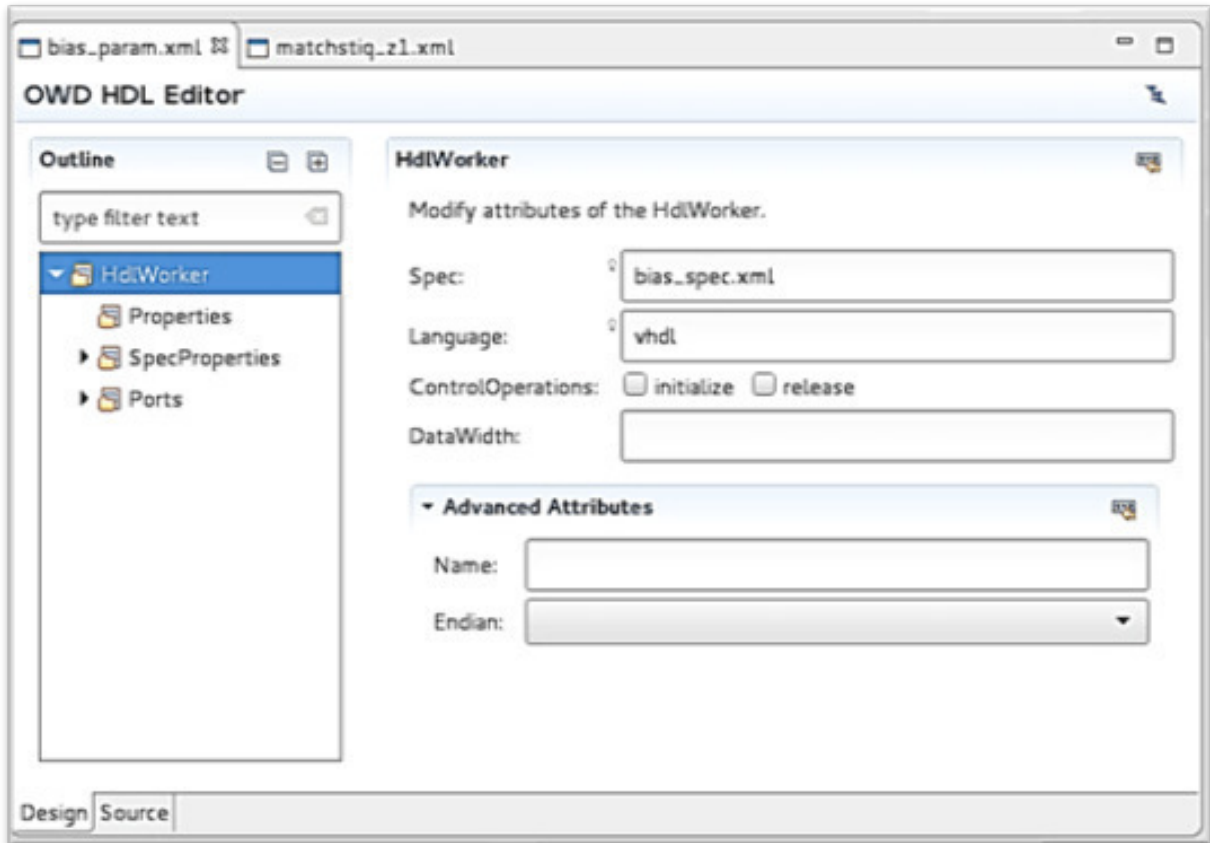 bias_param.xml matchstiq_z1.xml
OWD HDL Editor
Outline
type filter text
HdlWorker
Properties
SpecProperties
Ports
HdlWorker
Modify attributes of the HdlWorker.
Spec: bias_spec.xml
Language: vhdl
ControlOperations: initialize release
DataWidth:
Advanced Attributes
Name:
Endian:
Design Source